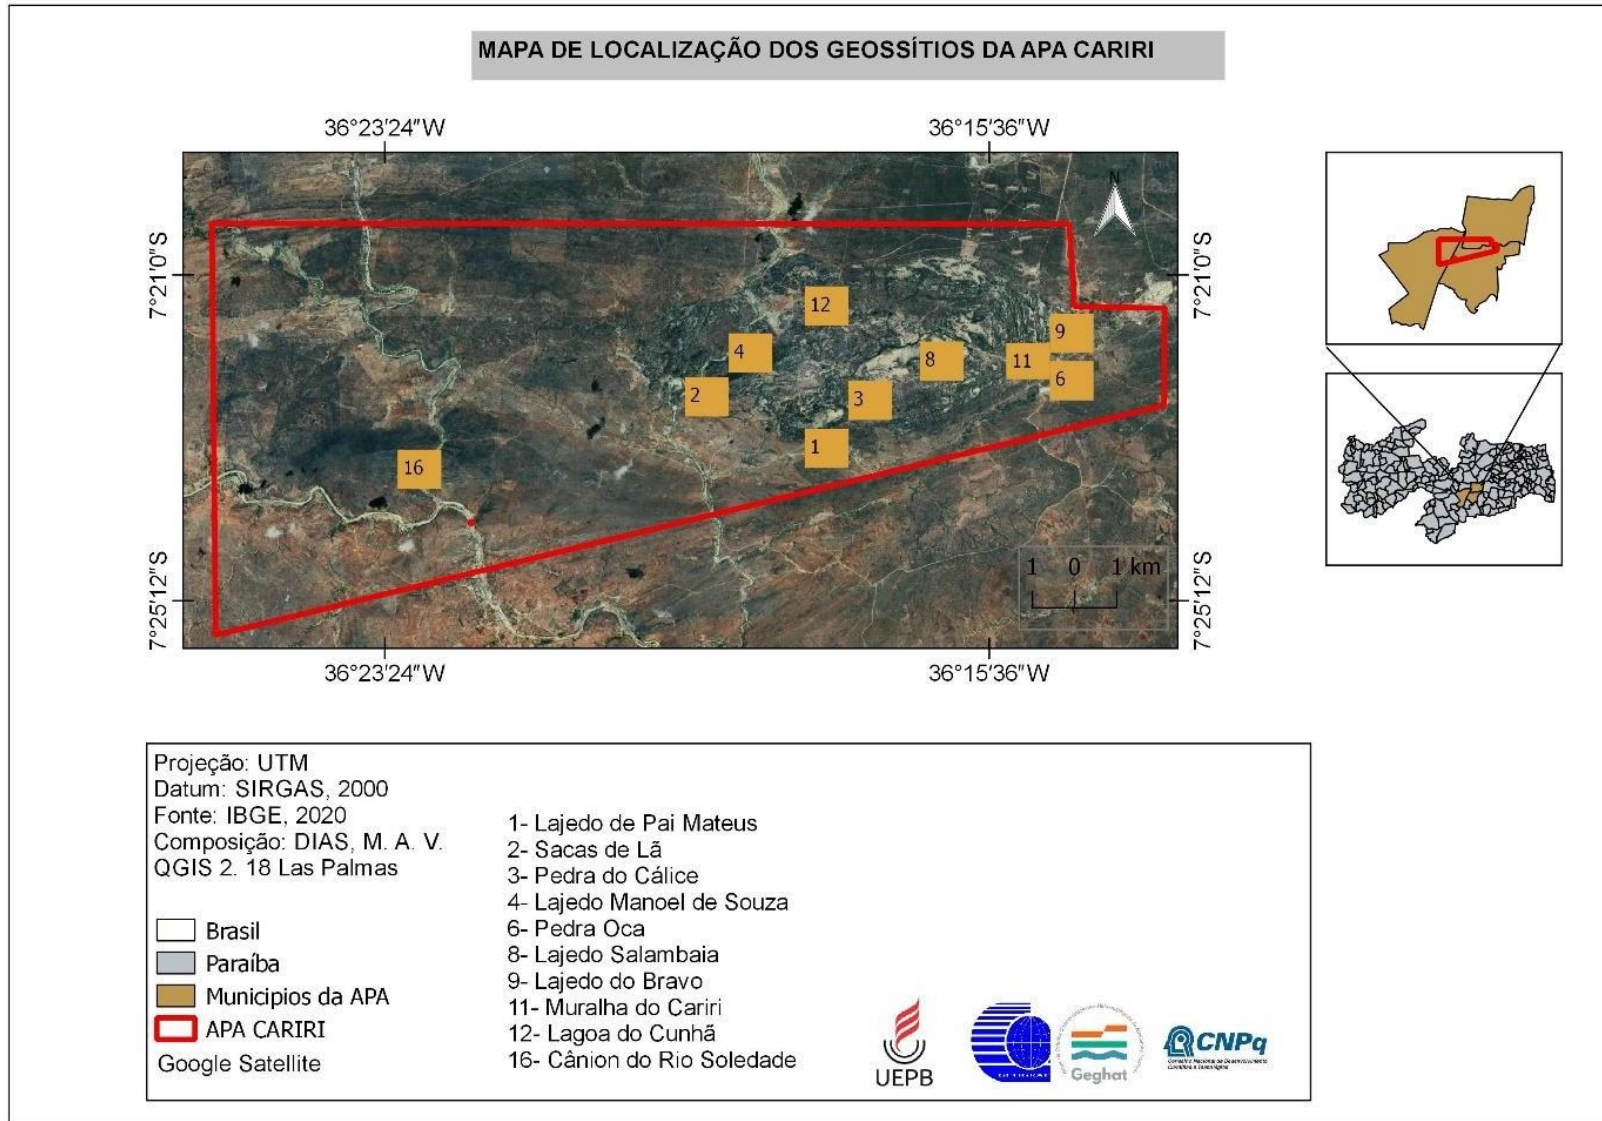 MAPA DE LOCALIZAÇÃO DOS GEOSSÍTIOS DA APA CARIRI
36°23'24"W
36°15'36"W
N
7°21'0"S
7°21'0"S
12
9
4
8
11
6
2
3
1
16
1 0 1 km
7°25'12"S
7°25'12"S
36°23'24"W
36°15'36"W
Projeção: UTM
Datum: SIRGAS, 2000
Fonte: IBGE, 2020
Composição: DIAS, M. A. V.
QGIS 2. 18 Las Palmas
Brasil
Paraíba
Municipios da APA
APA CARIRI
Google Satellite
1- Lajedo de Pai Mateus
2- Sacas de Lã
3- Pedra do Cálice
4- Lajedo Manoel de Souza
6- Pedra Oca
8- Lajedo Salambaia
9- Lajedo do Bravo
11- Muralha do Cariri
12- Lagoa do Cunhã
16- Cânion do Rio Soledade
UEPB
Geghat
CNPq
Conselho Nacional de Desenvolvimento
Científico e Tecnológico